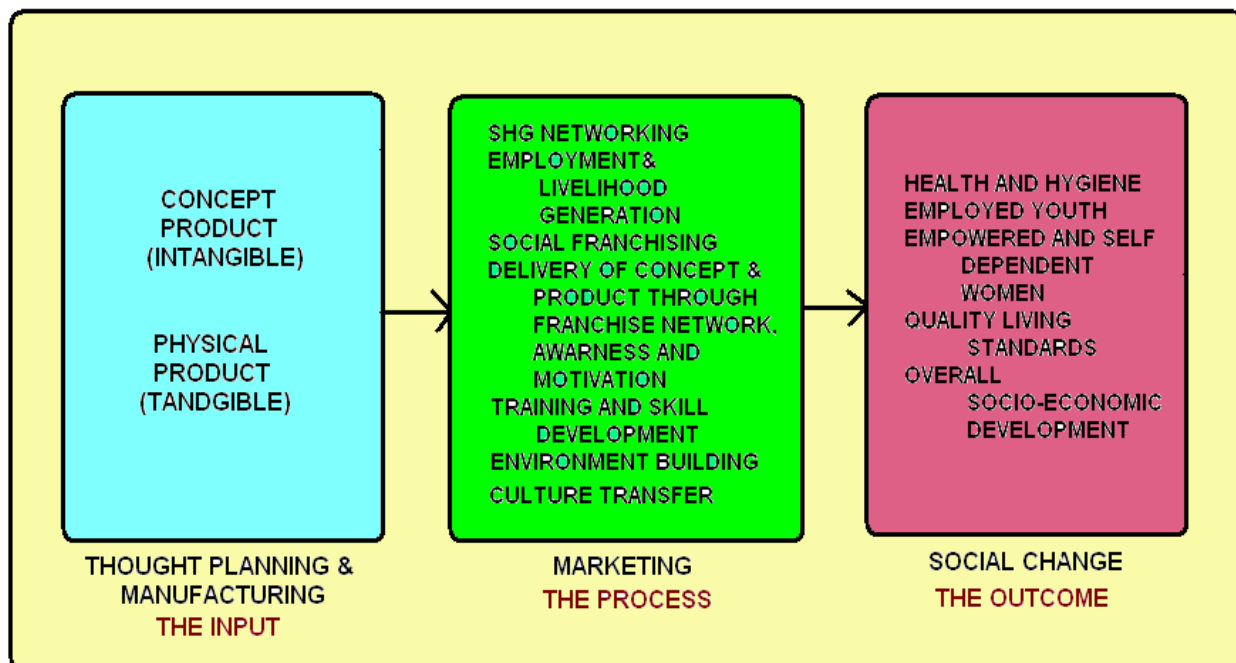 CONCEPT
PRODUCT
(INTANGIBLE)
PHYSICAL
PRODUCT
(TANDGIBLE)
THOUGHT PLANNING &
MANUFACTURING
THE INPUT
SHG NETWORKING
EMPLOYMENT&
LIVELIHOOD
GENERATION
SOCIAL FRANCHISING
DELIVERY OF CONCEPT &
PRODUCT THROUGH
FRANCHISE NETWORK.
AWARNESS AND
MOTIVATION
TRAINING AND SKILL
DEVELOPMENT
ENVIRONMENT BUILDING
CULTURE TRANSFER
MARKETING
THE PROCESS
HEALTH AND HYGIENE
EMPLOYED YOUTH
EMPOWERED AND SELF
DEPENDENT
WOMEN
QUALITY LIVING
STANDARDS
OVERALL
SOCIO-ECONOMIC
DEVELOPMENT
SOCIAL CHANGE
THE OUTCOME